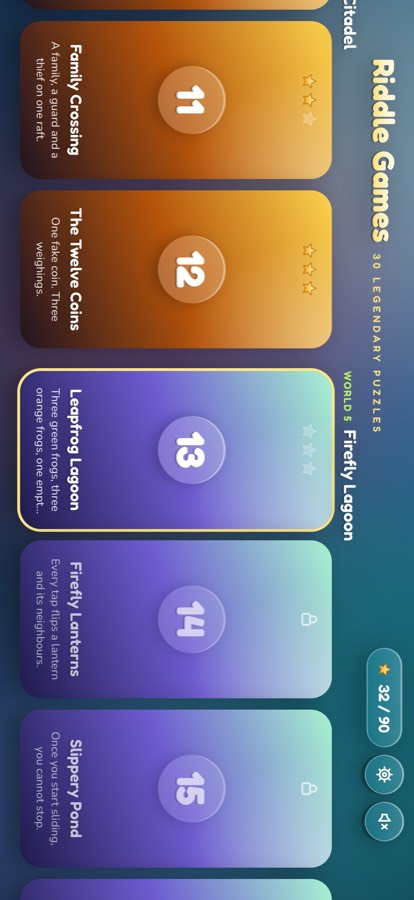 Riddle Games 30 LEGENDARY PUZZLES
32 / 90
Citadel
WORLD 5 Firefly Lagoon
11
Family Crossing
A family, a guard and a
thief on one raft.
12
The Twelve Coins
One fake coin. Three
weighings.
13
Leapfrog Lagoon
Three green frogs, three
orange frogs, one empt...
14
Firefly Lanterns
Every tap flips a lantern
and its neighbours.
15
Slippery Pond
Once you start sliding,
you cannot stop.